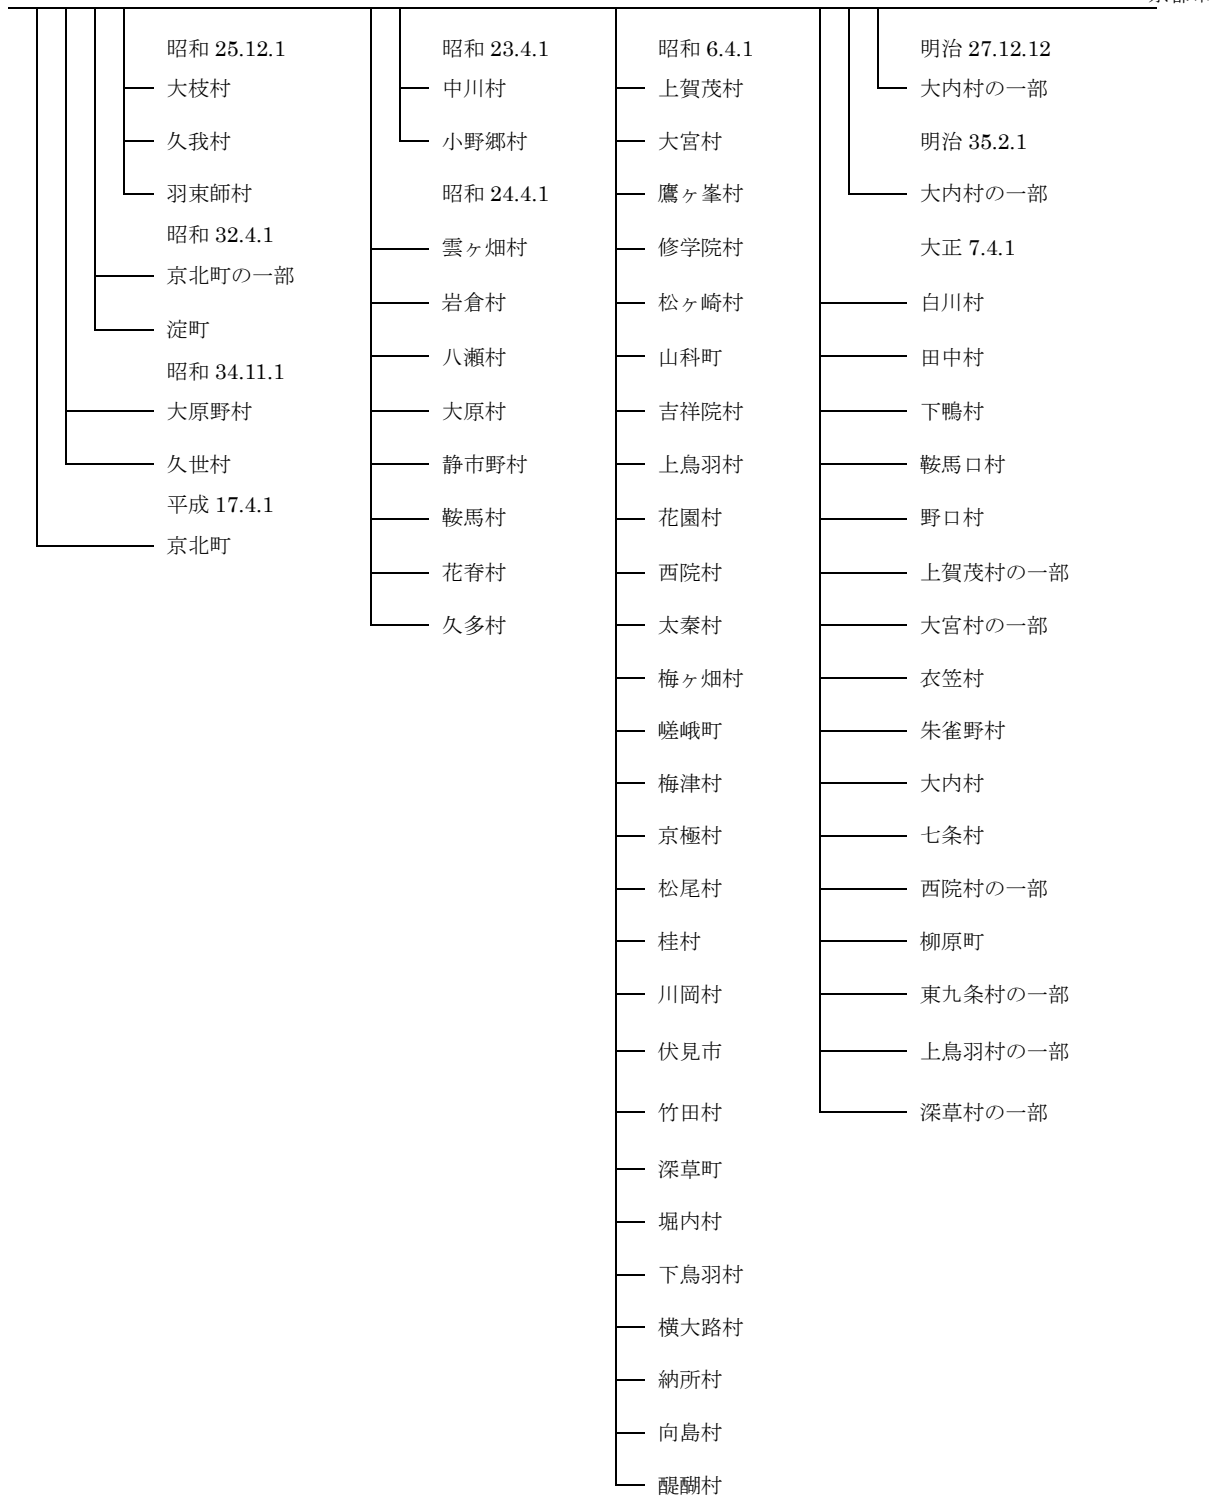 昭和 25.12.1
大枝村
久我村
羽束師村
昭和 32.4.1
京北町の一部
淀町
昭和 34.11.1
大原野村
久世村
平成 17.4.1
京北町
昭和 23.4.1
中川村
小野郷村
昭和 24.4.1
雲ヶ畑村
岩倉村
八瀬村
大原村
静市野村
鞍馬村
花脊村
久多村
昭和 6.4.1
上賀茂村
大宮村
鷹ヶ峯村
修学院村
松ヶ崎村
山科町
吉祥院村
上鳥羽村
花園村
西院村
太秦村
梅ヶ畑村
嵯峨町
梅津村
京極村
松尾村
桂村
川岡村
伏見市
竹田村
深草町
堀内村
下鳥羽村
横大路村
納所村
向島村
醍醐村
明治 27.12.12
大内村の一部
明治 35.2.1
大内村の一部
大正 7.4.1
白川村
田中村
下鴨村
鞍馬口村
野口村
上賀茂村の一部
大宮村の一部
衣笠村
朱雀野村
大内村
七条村
西院村の一部
柳原町
東九条村の一部
上鳥羽村の一部
深草村の一部